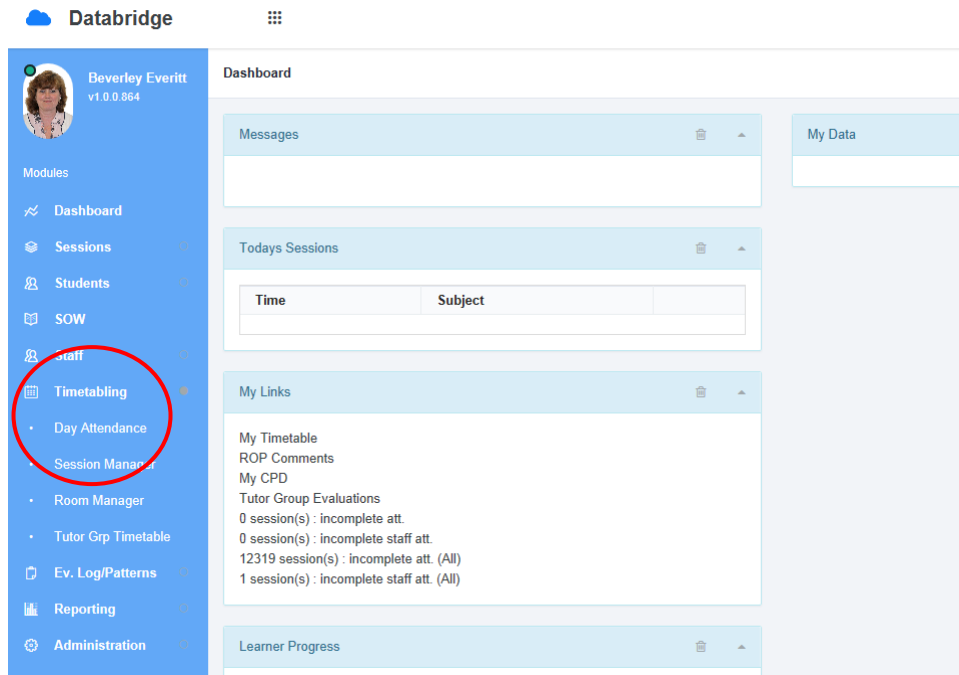 Databridge
Beverley Everitt
v1.0.0.864
Modules
Dashboard
Sessions
Students
SOW
Staff
Timetabling
Day Attendance
Session Manager
Room Manager
Tutor Grp Timetable
Ev. Log/Patterns
Reporting
Administration
Dashboard
Messages
Todays Sessions
Time Subject
My Links
My Timetable
ROP Comments
My CPD
Tutor Group Evaluations
0 session(s) : incomplete att.
0 session(s) : incomplete staff att.
12319 session(s) : incomplete att. (All)
1 session(s) : incomplete staff att. (All)
Learner Progress
My Data